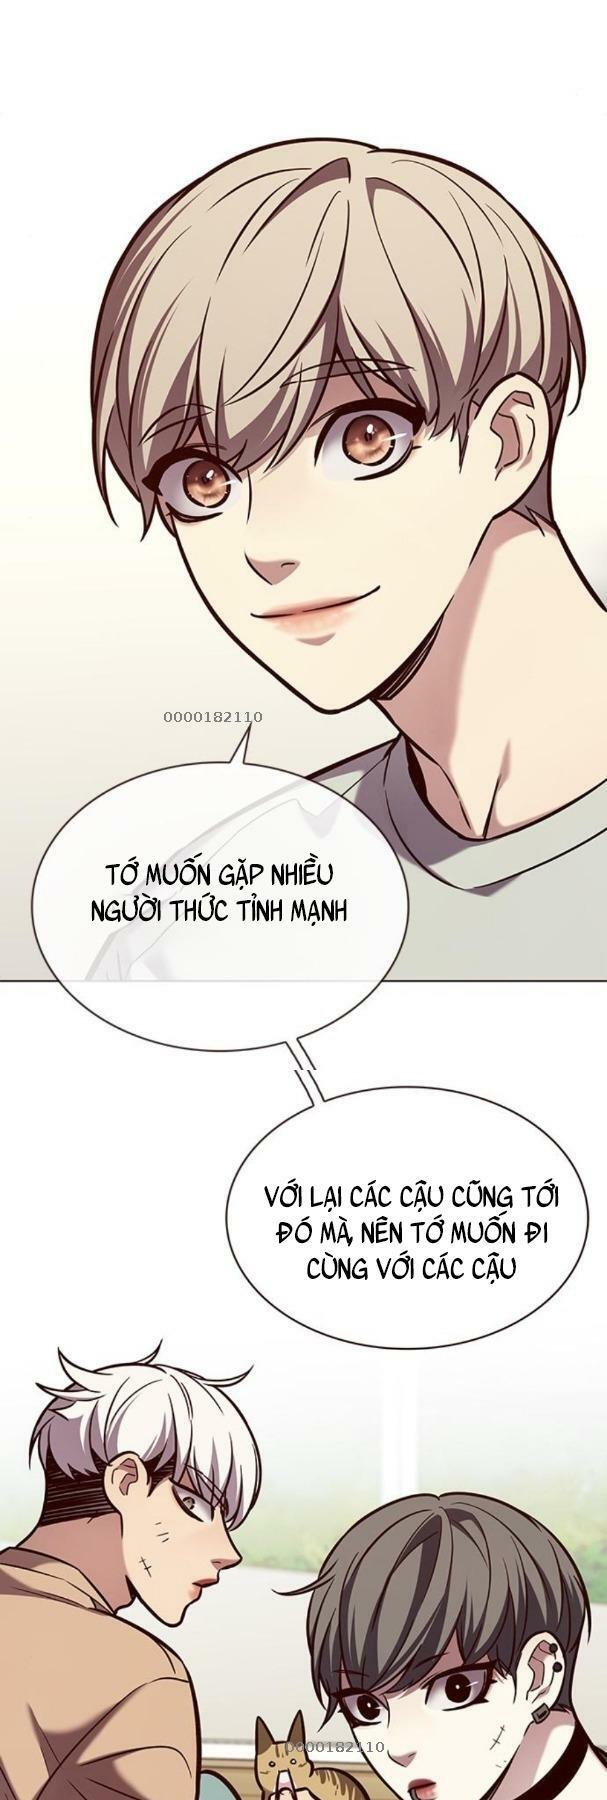 0000182110
TỚ MUỐN GẶP NHIỀU
NGƯỜI THỨC TỈNH MẠNH
VỚI LẠI CÁC CẬU CŨNG TỚI
ĐÓ MÀ, NÊN TỚ MUỐN ĐI
CÙNG VỚI CÁC CẬU
0000182110